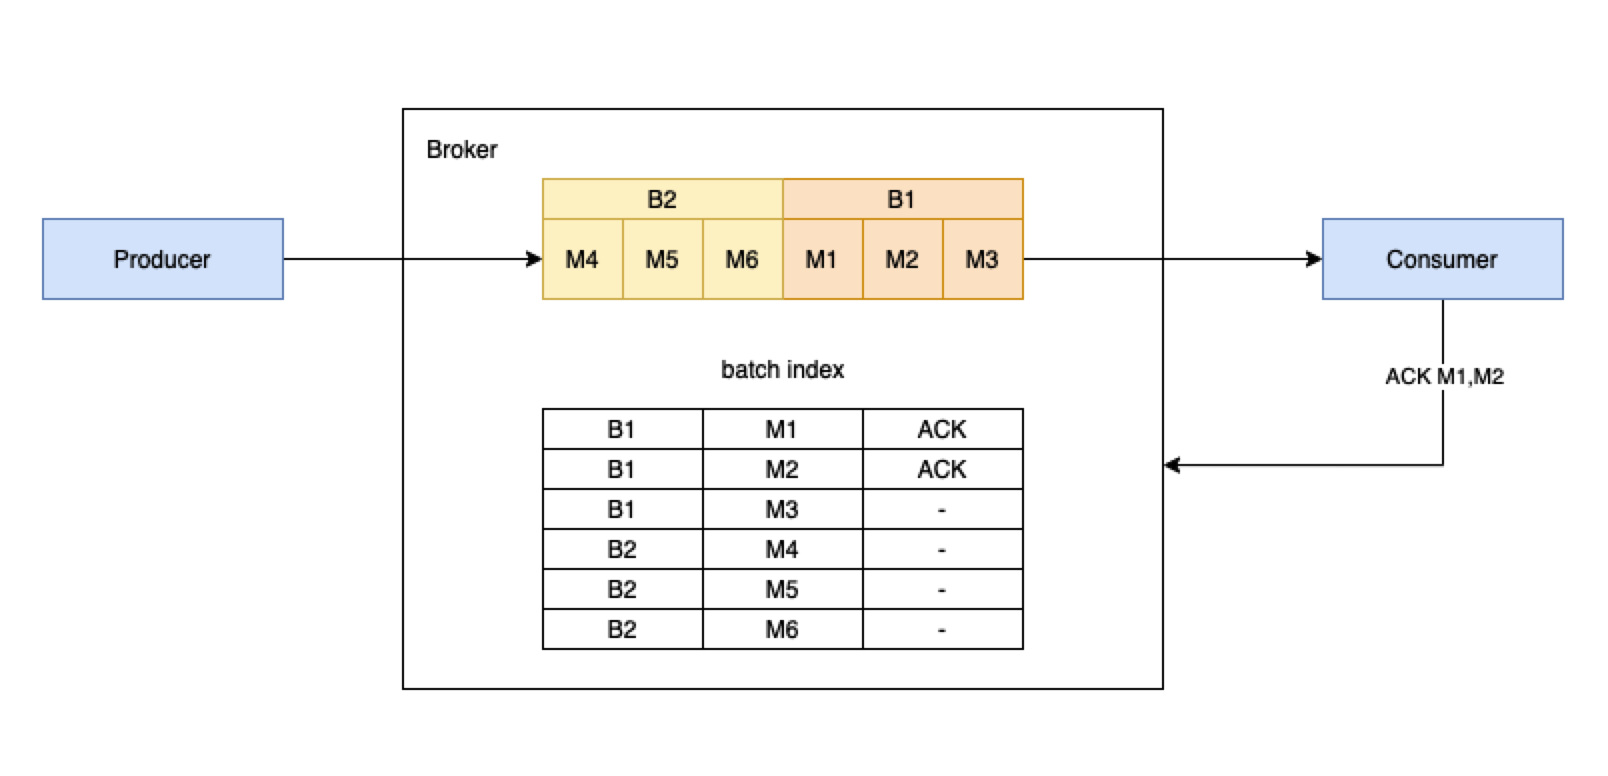 Broker
B2 B1
Producer
M4 M5 M6 M1 M2 M3
Consumer
ACK M1,M2
batch index
B1 M1 ACK
B1 M2 ACK
B1 M3 -
B2 M4 -
B2 M5 -
B2 M6 -